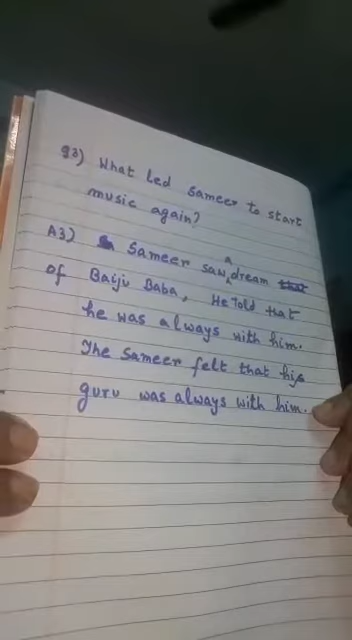 Q3) What led Sameer to start
music again?
A3) Sameer saw a dream that
of Baiju Baba, He Told that
he was always with him.
The Sameer felt that his
guru was always with him.